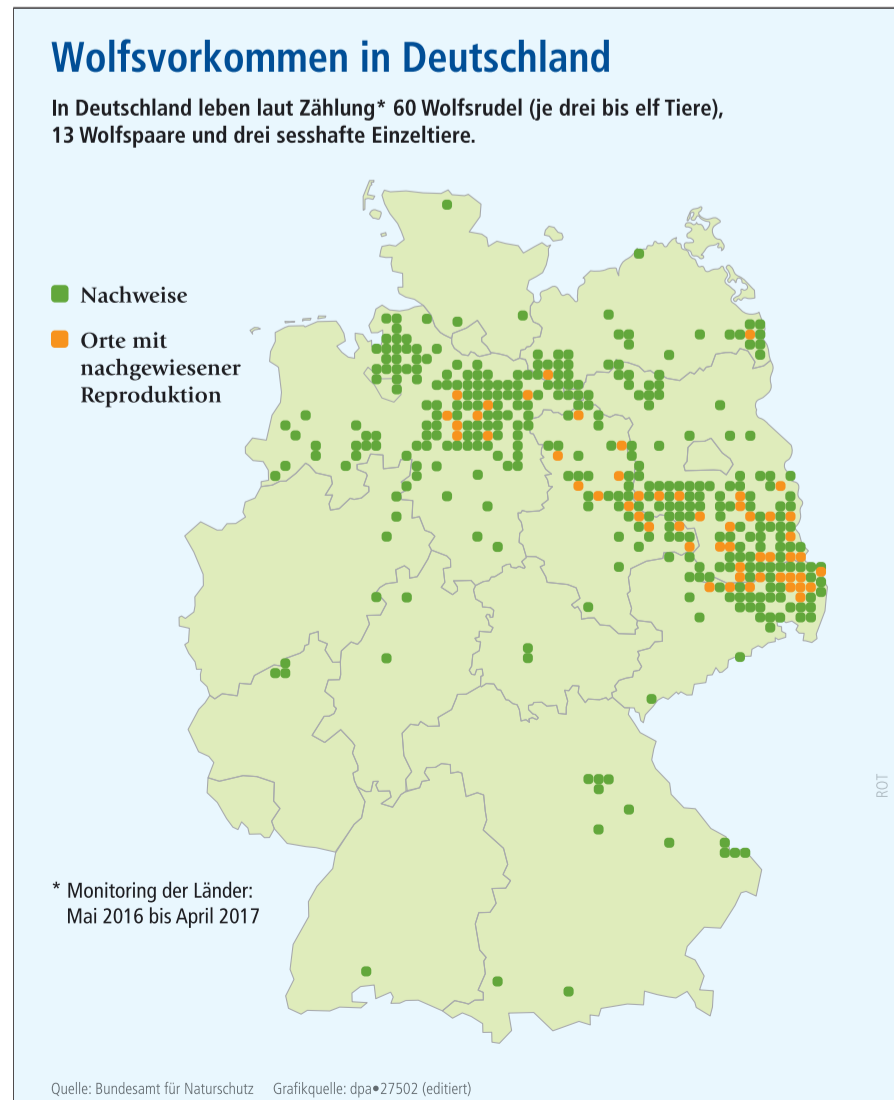 Wolfsvorkommen in Deutschland
In Deutschland leben laut Zählung* 60 Wolfsrudel (je drei bis elf Tiere),
13 Wolfspaare und drei sesshafte Einzeltiere.
Nachweise
Orte mit
nachgewiesener
Reproduktion
ROT
* Monitoring der Länder:
Mai 2016 bis April 2017
Quelle: Bundesamt für Naturschutz Grafikquelle: dpa•27502 (editiert)